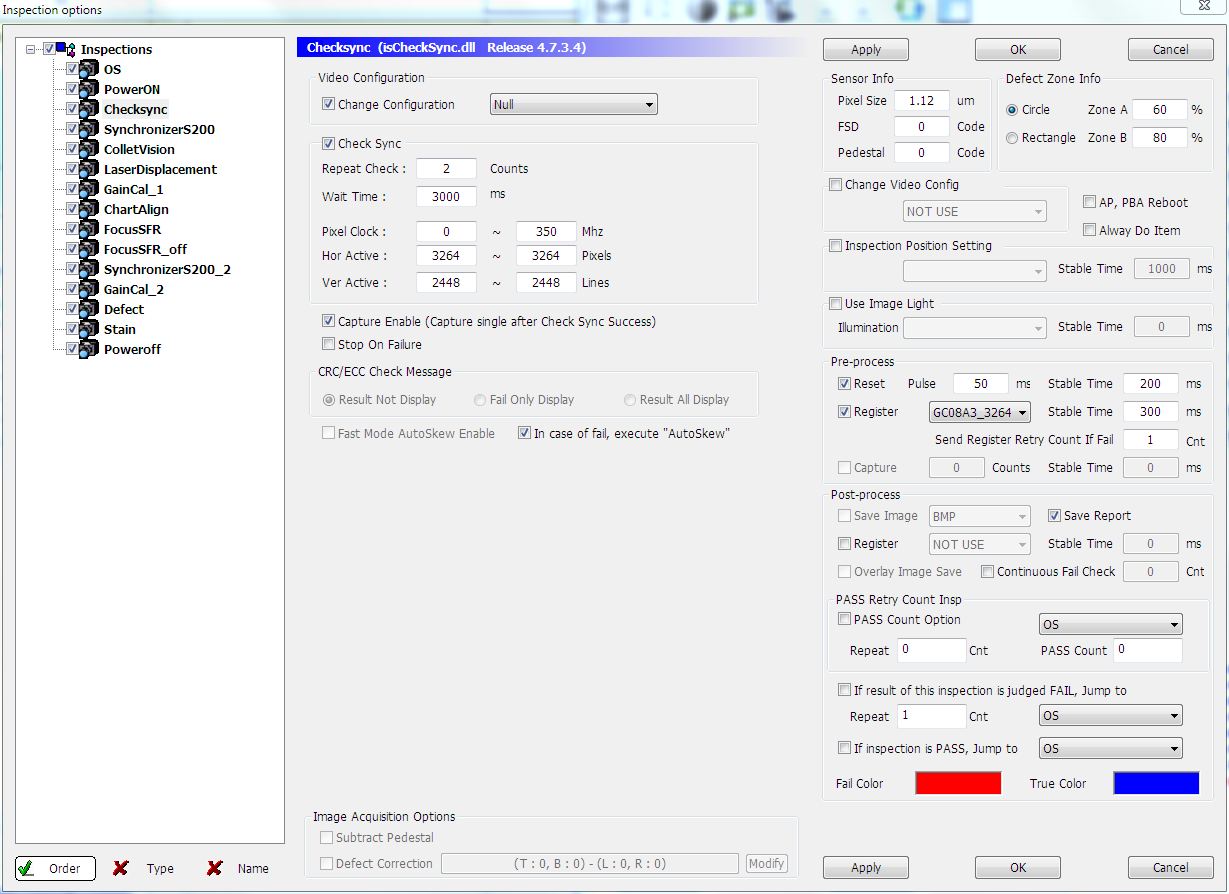 Inspection options
Inspections
OS
PowerON
Checksync
SynchronizerS200
ColletVision
LaserDisplacement
GainCal_1
ChartAlign
FocusSFR
FocusSFR_off
SynchronizerS200_2
GainCal_2
Defect
Stain
Poweroff
Order Type Name
Checksync (isCheckSync.dll Release 4.7.3.4)
Video Configuration
Change Configuration Null
Check Sync
Repeat Check : 2 Counts
Wait Time : 3000 ms
Pixel Clock : 0 ~ 350 Mhz
Hor Active : 3264 ~ 3264 Pixels
Ver Active : 2448 ~ 2448 Lines
Capture Enable (Capture single after Check Sync Success)
Stop On Failure
CRC/ECC Check Message
Result Not Display Fail Only Display Result All Display
Fast Mode AutoSkew Enable In case of fail, execute "AutoSkew"
Image Acquisition Options
Subtract Pedestal
Defect Correction (T : 0, B : 0) - (L : 0, R : 0) Modify
Apply OK Cancel
Sensor Info
Pixel Size 1.12 um
FSD 0 Code
Pedestal 0 Code
Defect Zone Info
Circle Zone A 60 %
Rectangle Zone B 80 %
Change Video Config
NOT USE
AP, PBA Reboot
Alway Do Item
Inspection Position Setting
Stable Time 1000 ms
Use Image Light
Illumination Stable Time 0 ms
Pre-process
Reset Pulse 50 ms Stable Time 200 ms
Register GC08A3_3264 Stable Time 300 ms
Send Register Retry Count If Fail 1 Cnt
Capture 0 Counts Stable Time 0 ms
Post-process
Save Image BMP Save Report
Register NOT USE Stable Time 0 ms
Overlay Image Save Continuous Fail Check 0 Cnt
PASS Retry Count Insp
PASS Count Option OS
Repeat 0 Cnt PASS Count 0
If result of this inspection is judged FAIL, Jump to
Repeat 1 Cnt OS
If inspection is PASS, Jump to OS
Fail Color True Color
Apply OK Cancel